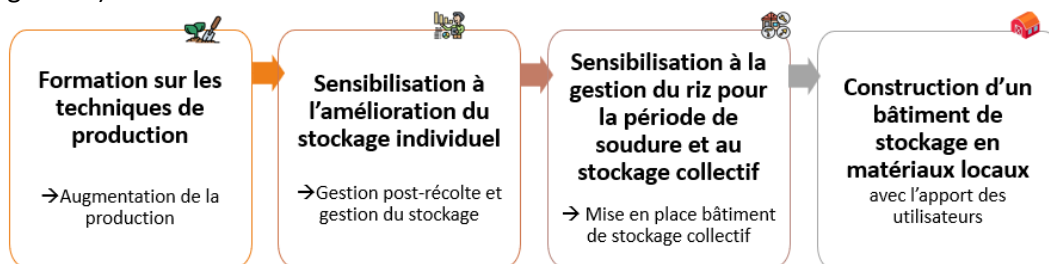 Formation sur les
techniques de
production
→Augmentation de la
production
Sensibilisation à
l'amélioration du
stockage individuel
→Gestion post-récolte et
gestion du stockage
Sensibilisation à la
gestion du riz pour
la période de
soudure et au
stockage collectif
→ Mise en place bâtiment
de stockage collectif
Construction d'un
bâtiment de
stockage en
matériaux locaux
avec l'apport des
utilisateurs